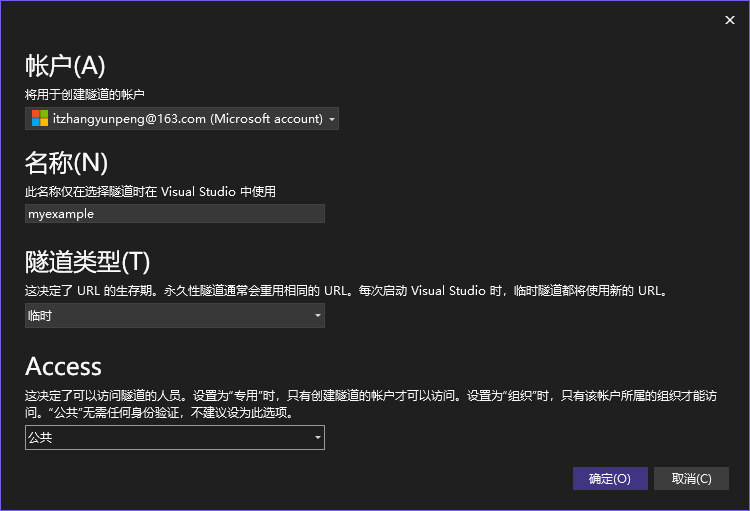 帐户(A)
将用于创建隧道的帐户
itzhangyunpeng@163.com (Microsoft account)
名称(N)
此名称仅在选择隧道时在 Visual Studio 中使用
myexample
隧道类型(T)
这决定了 URL 的生存期。永久性隧道通常会重用相同的 URL。每次启动 Visual Studio 时，临时隧道都将使用新的 URL。
临时
Access
这决定了可以访问隧道的人员。设置为“专用”时，只有创建隧道的帐户才可以访问。设置为“组织”时，只有该帐户所属的组织才能访
问。“公共”无需任何身份验证，不建议设为此选项。
公共
确定(O)
取消(C)